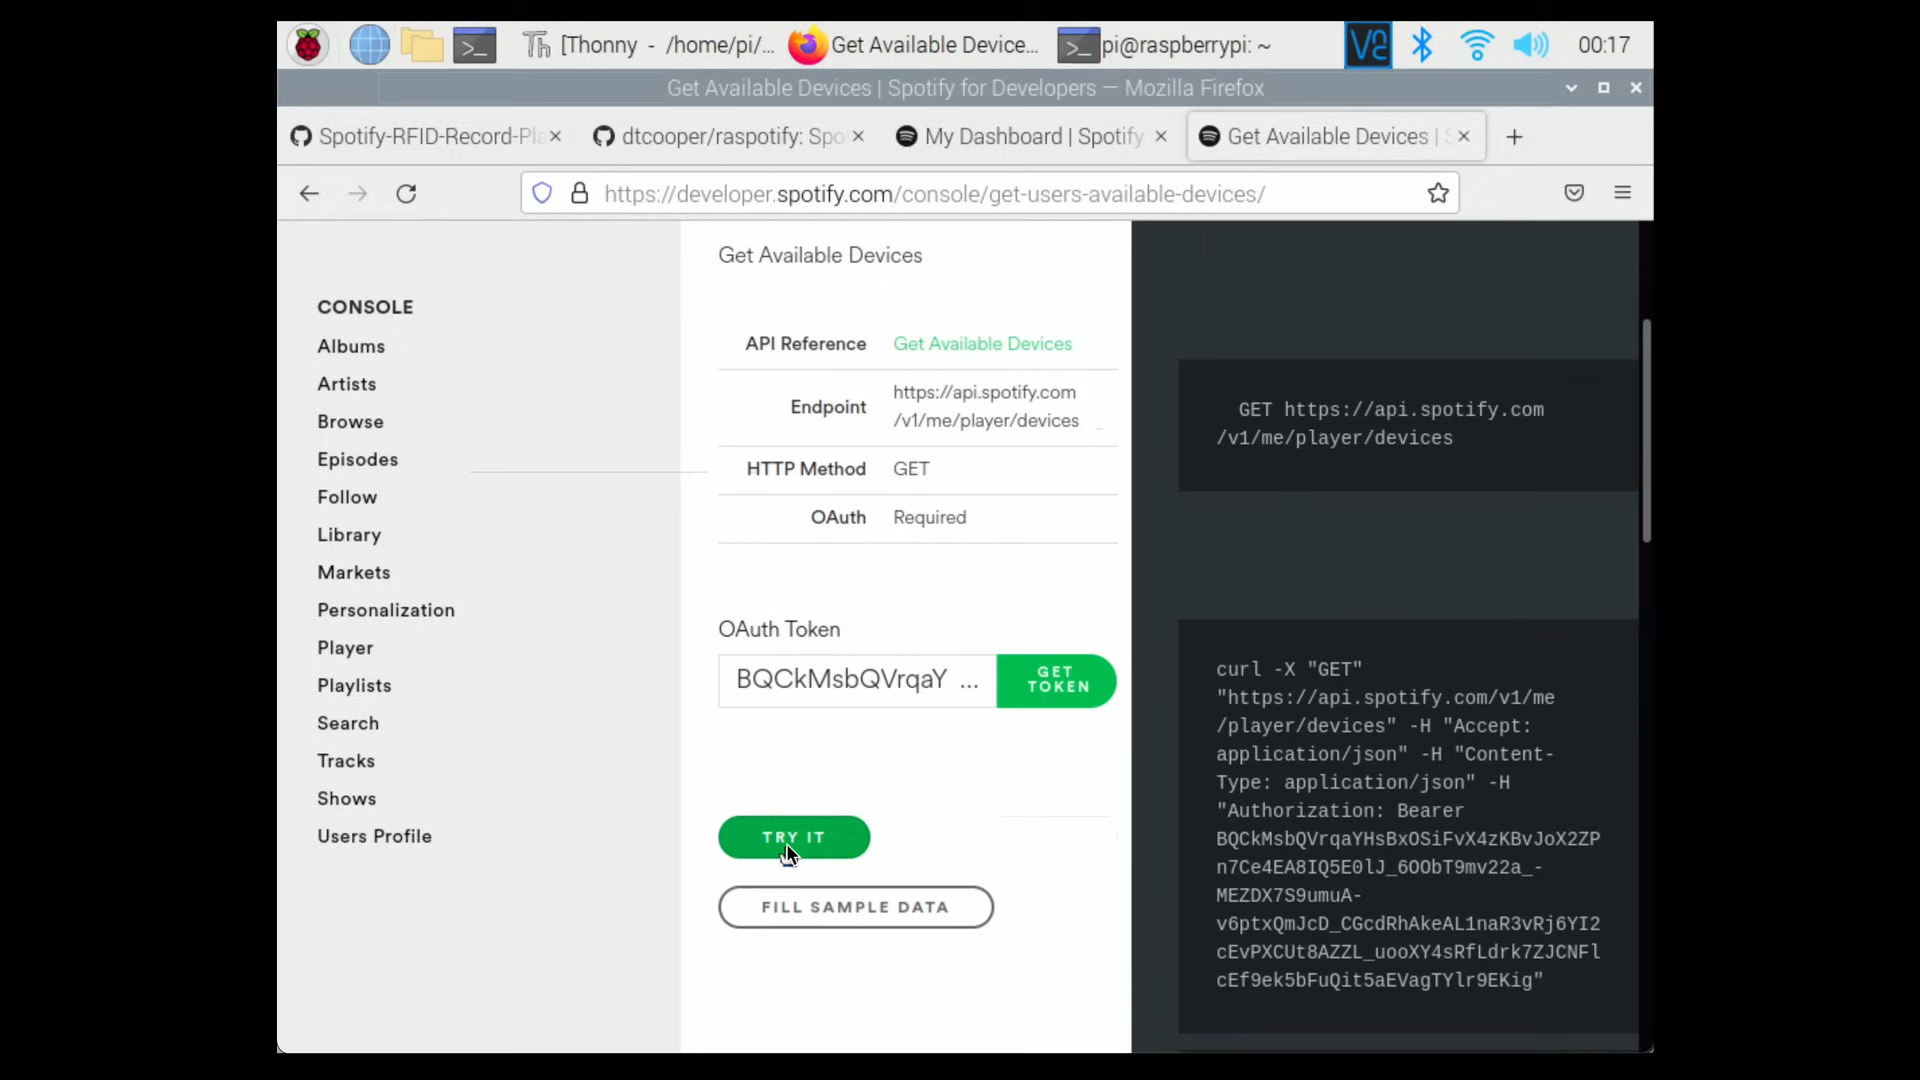 [Thonny - /home/pi/...
Get Available Device...
pi@raspberrypi: ~
00:17
Get Available Devices | Spotify for Developers — Mozilla Firefox
Spotify-RFID-Record-Pla
dtcooper/raspotify: Spo
My Dashboard | Spotify
Get Available Devices | S
https://developer.spotify.com/console/get-users-available-devices/
CONSOLE
Albums
Artists
Browse
Episodes
Follow
Library
Markets
Personalization
Player
Playlists
Search
Tracks
Shows
Users Profile
Get Available Devices
API Reference Get Available Devices
Endpoint https://api.spotify.com
/v1/me/player/devices
HTTP Method GET
OAuth Required
OAuth Token
BQCkMsbQVrqaY ...
GET
TOKEN
TRY IT
FILL SAMPLE DATA
GET https://api.spotify.com
/v1/me/player/devices
curl -X "GET"
"https://api.spotify.com/v1/me
/player/devices" -H "Accept:
application/json" -H "Content-
Type: application/json" -H
"Authorization: Bearer
BQCkMsbQVrqaYHsBxOSiFvX4zKBvJoX2ZP
n7Ce4EA8IQ5E0lJ_6OObT9mv22a_-
MEZDX7S9umuA-
v6ptxQmJcD_CGcdRhAkeAL1naR3vRj6YI2
cEvPXCUt8AZZL_uooXY4sRfLdrk7ZJCNFl
cEf9ek5bFuQit5aEVagTYlr9EKig"